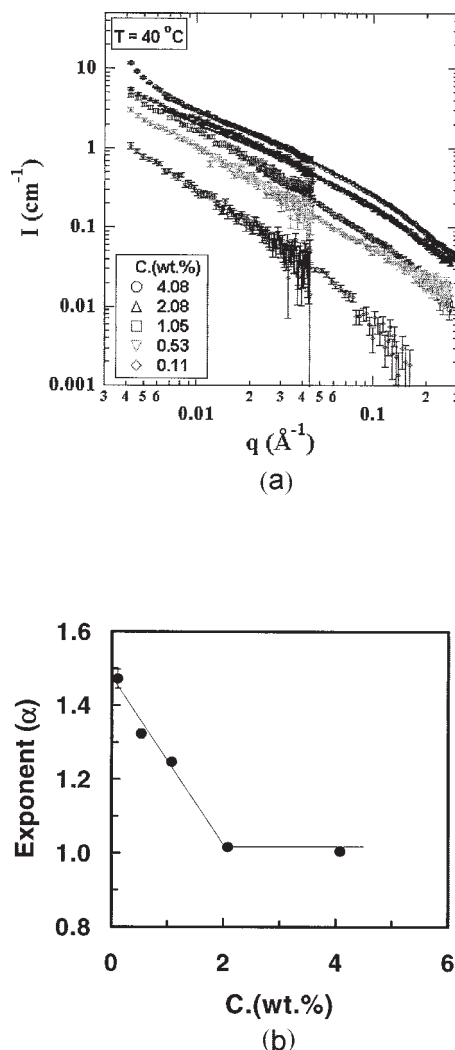 T = 40 °C
10
1
0.1
0.01
0.001
I (cm⁻¹)
C.(wt.%)
4.08
2.08
1.05
0.53
0.11
3 4 5 6 2 3 4 5 6 2 3
0.01 0.1
q (Å⁻¹)
(a)
1.6
1.4
1.2
1.0
0.8
Exponent (α)
0 2 4 6
C.(wt.%)
(b)